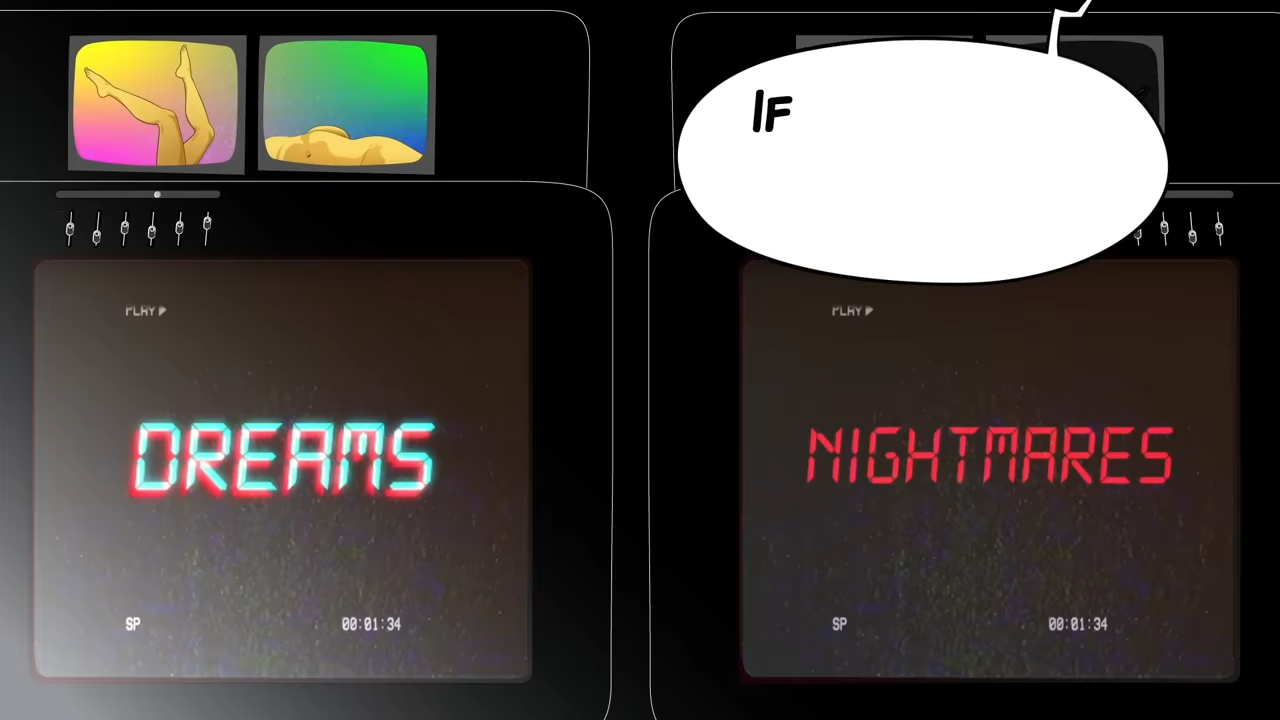 IF
PLAY
PLAY
DREAMS
NIGHTMARES
SP 00:01:34
SP 00:01:34